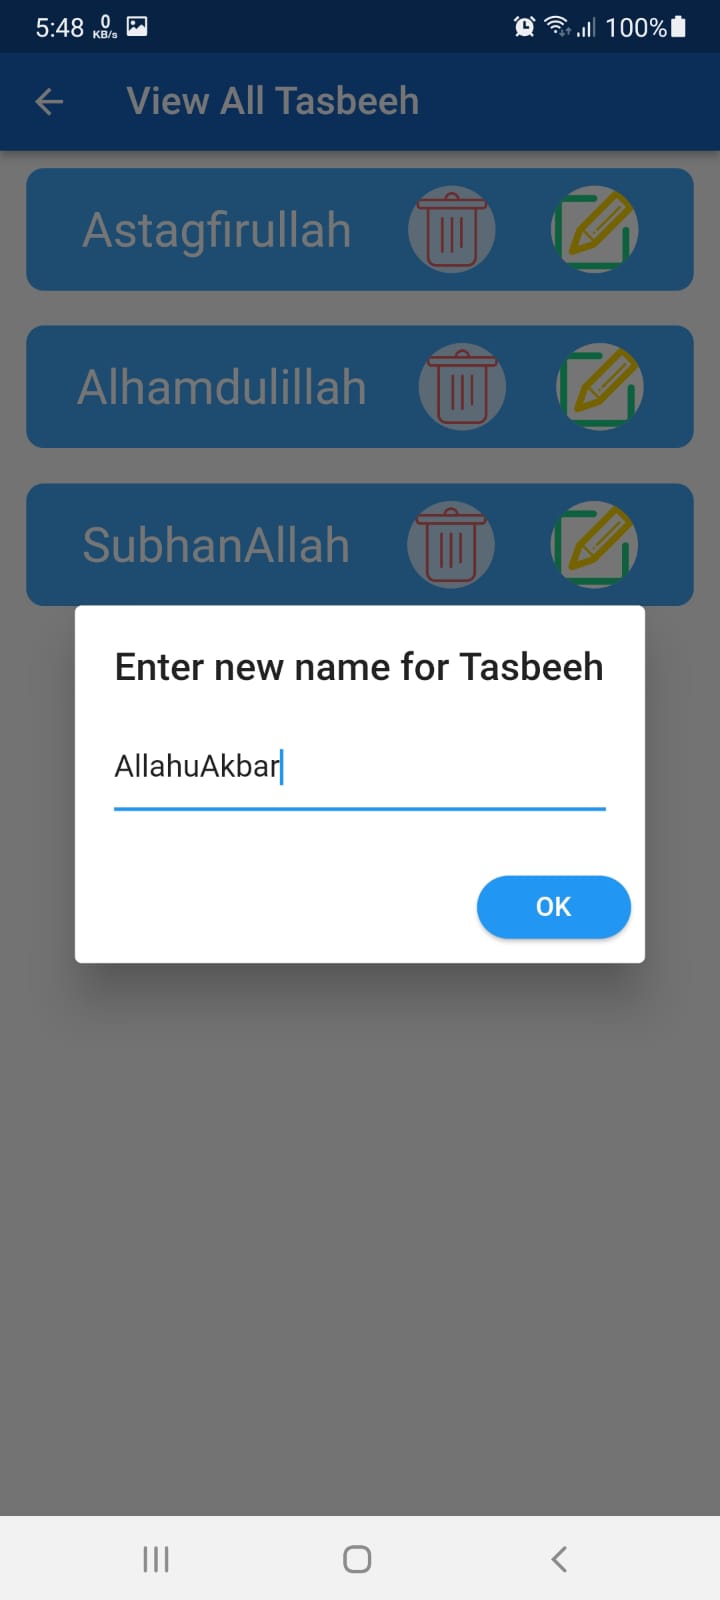 5:48 0 KB/s 100%
View All Tasbeeh
Astagfirullah
Alhamdulillah
SubhanAllah
Enter new name for Tasbeeh
AllahuAkbar
OK